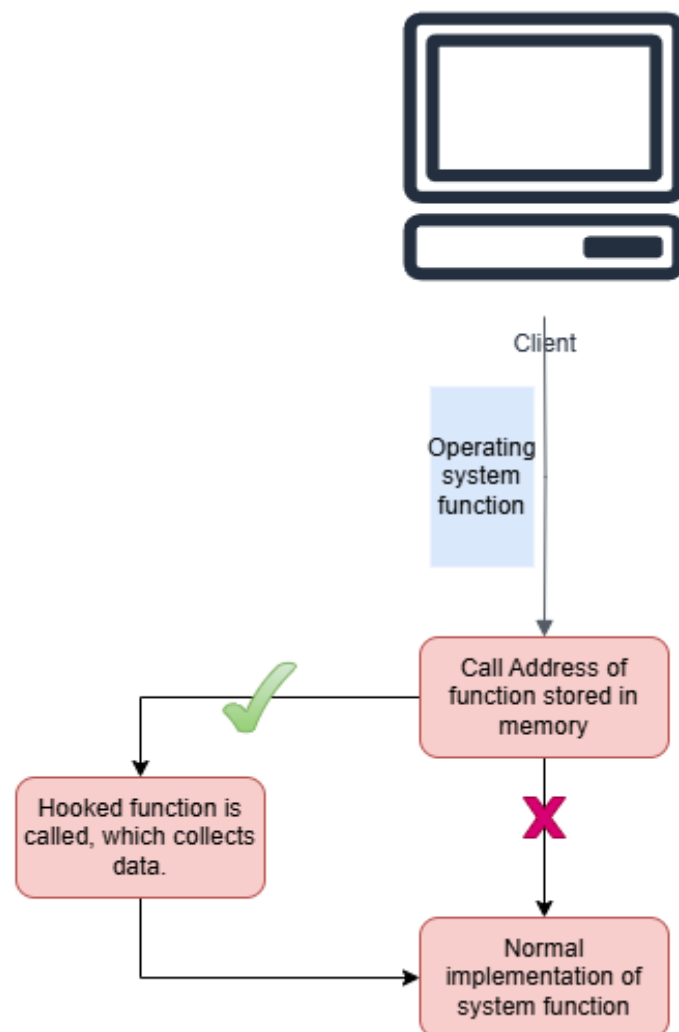 Client
Operating
system
function
Call Address of
function stored in
memory
Hooked function is
called, which collects
data.
Normal
implementation of
system function